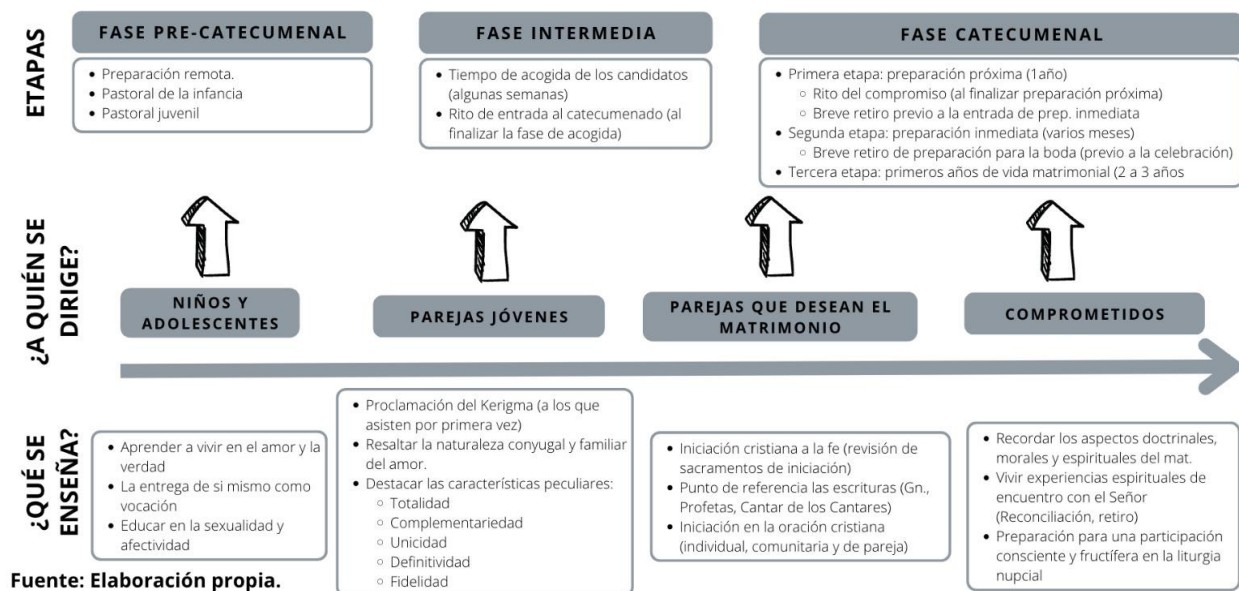 ETAPAS
FASE PRE-CATECUMENAL
• Preparación remota.
• Pastoral de la infancia
• Pastoral juvenil
FASE INTERMEDIA
• Tiempo de acogida de los candidatos
(algunas semanas)
• Rito de entrada al catecumenado (al
finalizar la fase de acogida)
FASE CATECUMENAL
• Primera etapa: preparación próxima (1año)
○ Rito del compromiso (al finalizar preparación próxima)
○ Breve retiro previo a la entrada de prep. inmediata
• Segunda etapa: preparación inmediata (varios meses)
○ Breve retiro de preparación para la boda (previo a la celebración)
• Tercera etapa: primeros años de vida matrimonial (2 a 3 años
¿A QUIÉN SE
DIRIGE?
NIÑOS Y
ADOLESCENTES
PAREJAS JÓVENES
PAREJAS QUE DESEAN EL
MATRIMONIO
COMPROMETIDOS
¿QUÉ SE
ENSEÑA?
• Aprender a vivir en el amor y la
verdad
• La entrega de si mismo como
vocación
• Educar en la sexualidad y
afectividad
• Proclamación del Kerigma (a los que
asisten por primera vez)
• Resaltar la naturaleza conyugal y familiar
del amor.
• Destacar las características peculiares:
○ Totalidad
○ Complementariedad
○ Unicidad
○ Definitividad
○ Fidelidad
• Iniciación cristiana a la fe (revisión de
sacramentos de iniciación)
• Punto de referencia las escrituras (Gn.,
Profetas, Cantar de los Cantares)
• Iniciación en la oración cristiana
(individual, comunitaria y de pareja)
• Recordar los aspectos doctrinales,
morales y espirituales del mat.
• Vivir experiencias espirituales de
encuentro con el Señor
(Reconciliación, retiro)
• Preparación para una participación
consciente y fructífera en la liturgia
nupcial
Fuente: Elaboración propia.